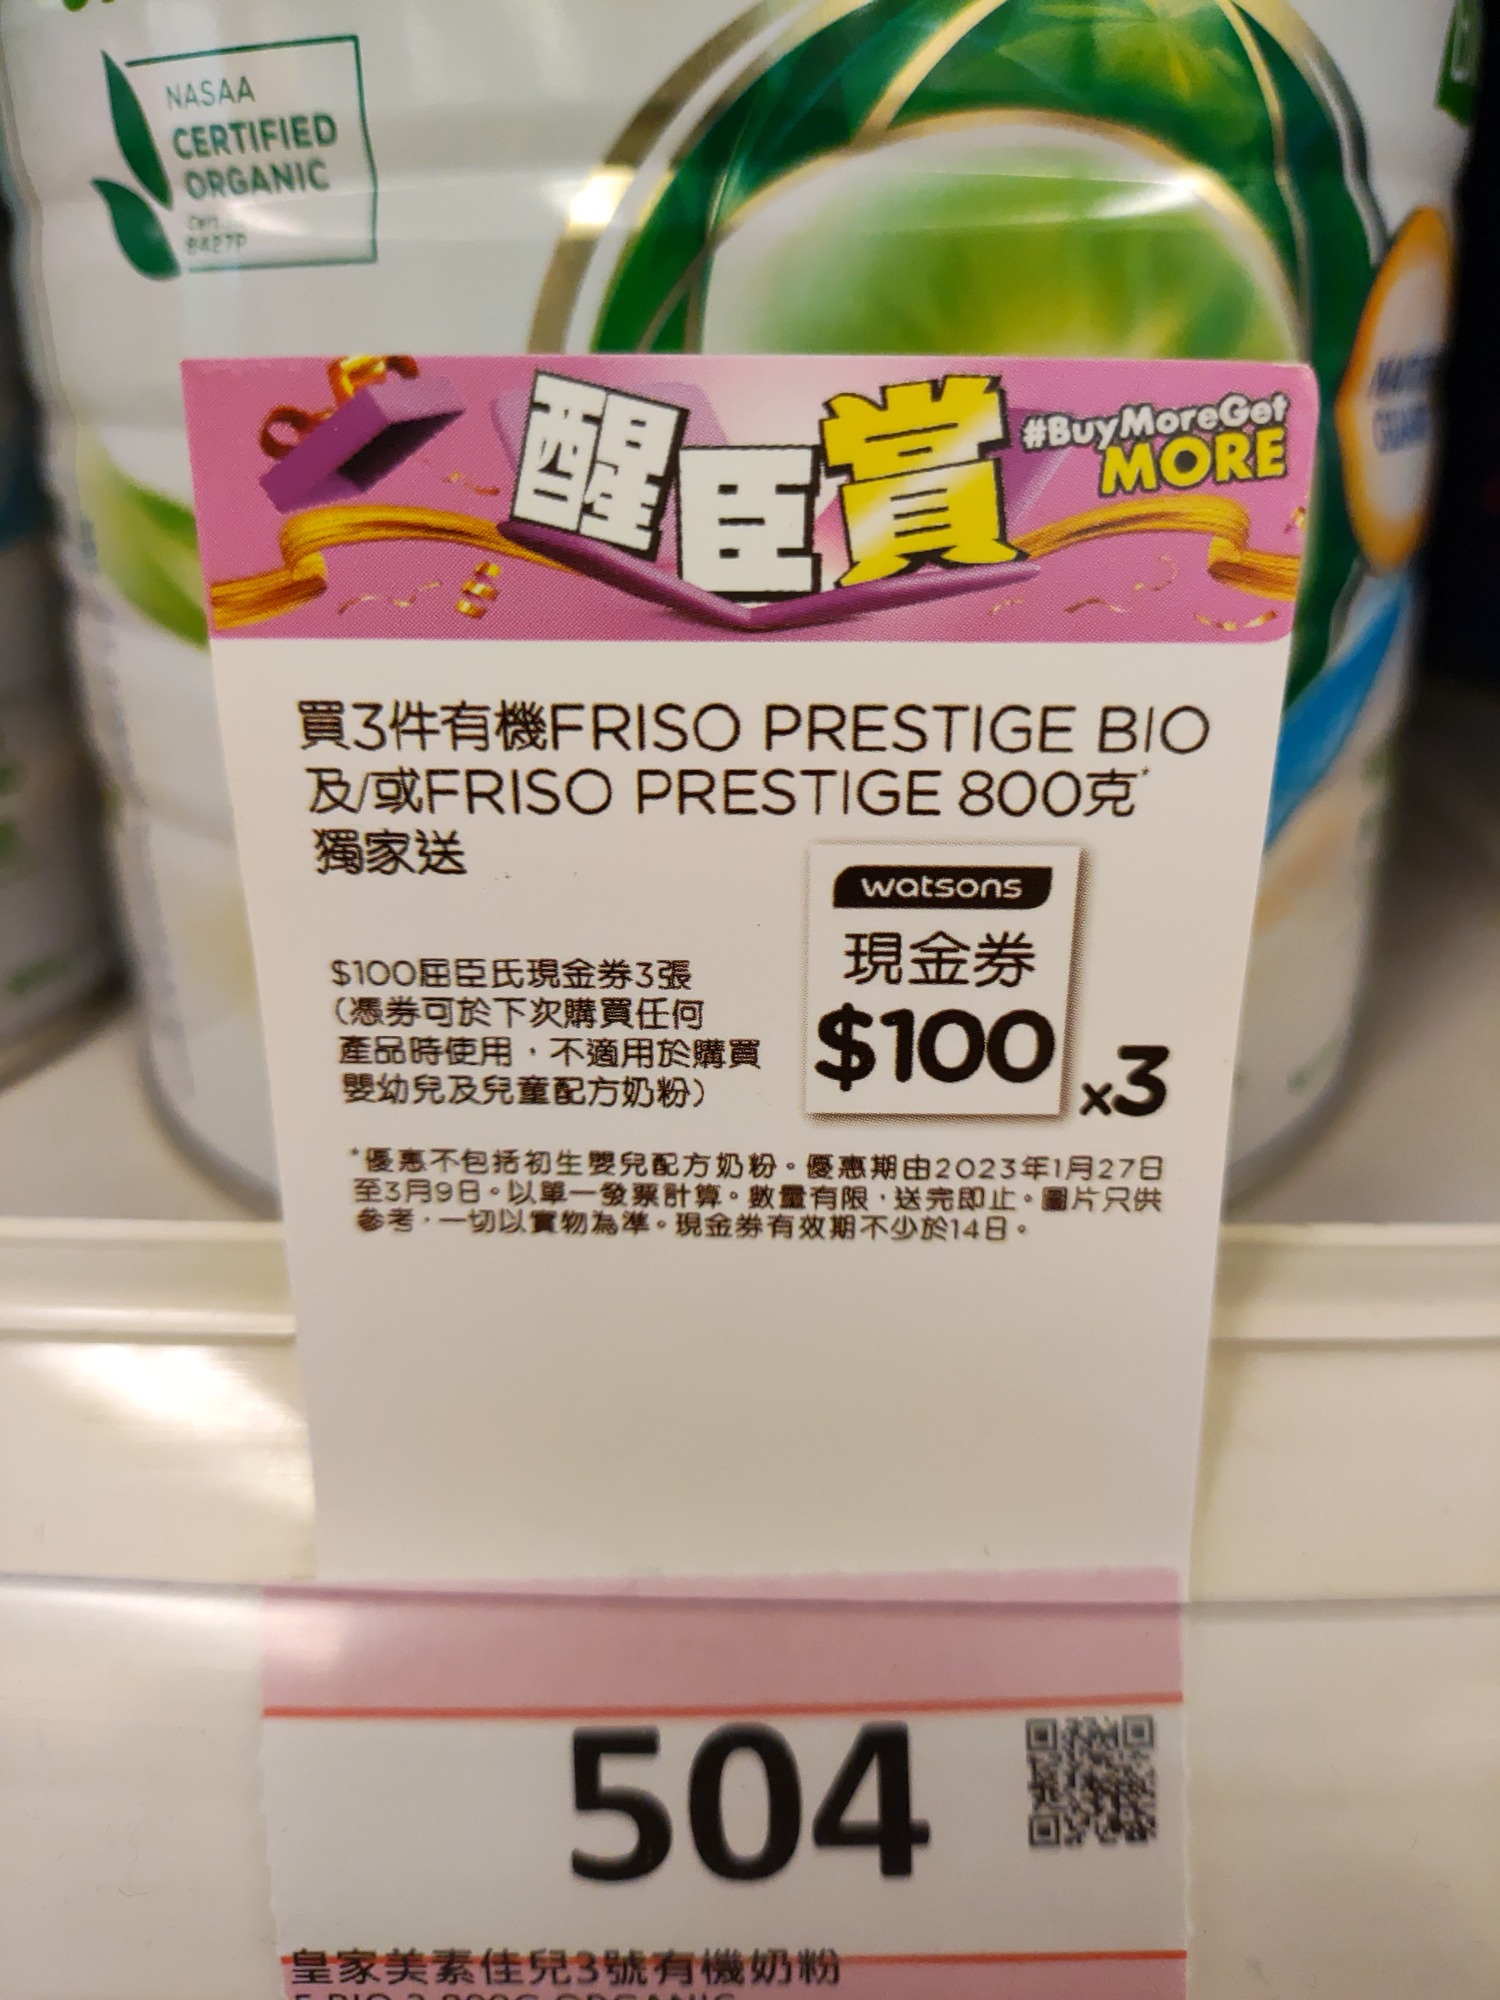 NASAA
CERTIFIED
ORGANIC
醒臣賞
#BuyMoreGet
MORE
買3件有機FRISO PRESTIGE BIO
及/或FRISO PRESTIGE 800克*
獨家送
watsons
現金券
$100
x3
$100屈臣氏現金券3張
(憑券可於下次購買任何
產品時使用，不適用於購買
嬰幼兒及兒童配方奶粉)
*優惠不包括初生嬰兒配方奶粉。優惠期由2023年1月27日
至3月9日。以單一發票計算。數量有限，送完即止。圖片只供
參考，一切以實物為準。現金券有效期不少於14日。
504
皇家美素佳兒3號有機奶粉